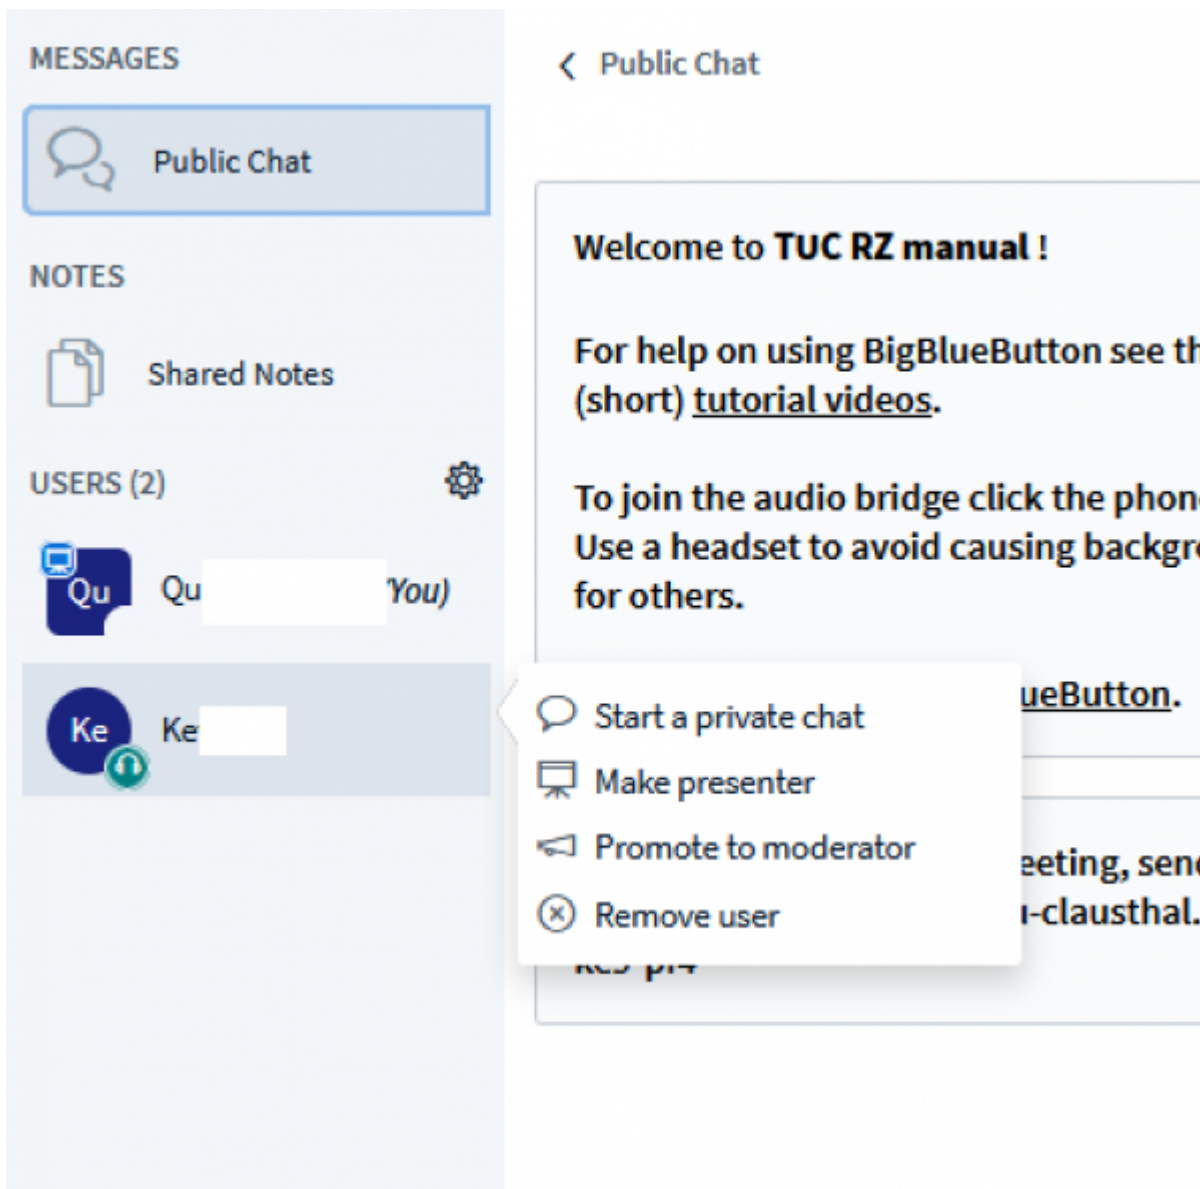 MESSAGES
Public Chat
NOTES
Shared Notes
USERS (2)
Qu
Qu You)
Ke
Ke
Public Chat
Welcome to TUC RZ manual !
For help on using BigBlueButton see th
(short) tutorial videos.
To join the audio bridge click the phon
Use a headset to avoid causing backgr
for others.
ueButton.
Start a private chat
Make presenter
Promote to moderator
Remove user
eeting, sen
-clausthal.